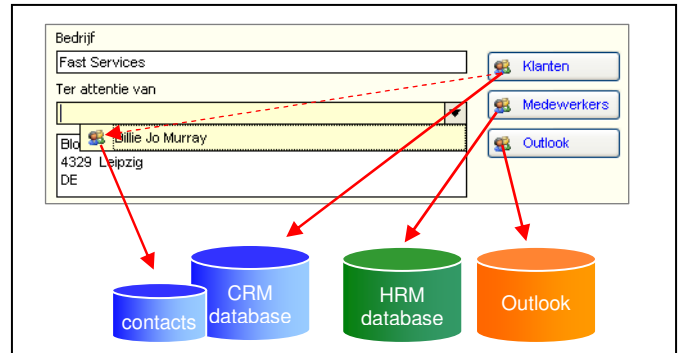 Bedrijf
Fast Services
Ter attentie van
Billie Jo Murray
Blo
4329 Leipzig
DE
Klanten
Medewerkers
Outlook
contacts
CRM
database
HRM
database
Outlook